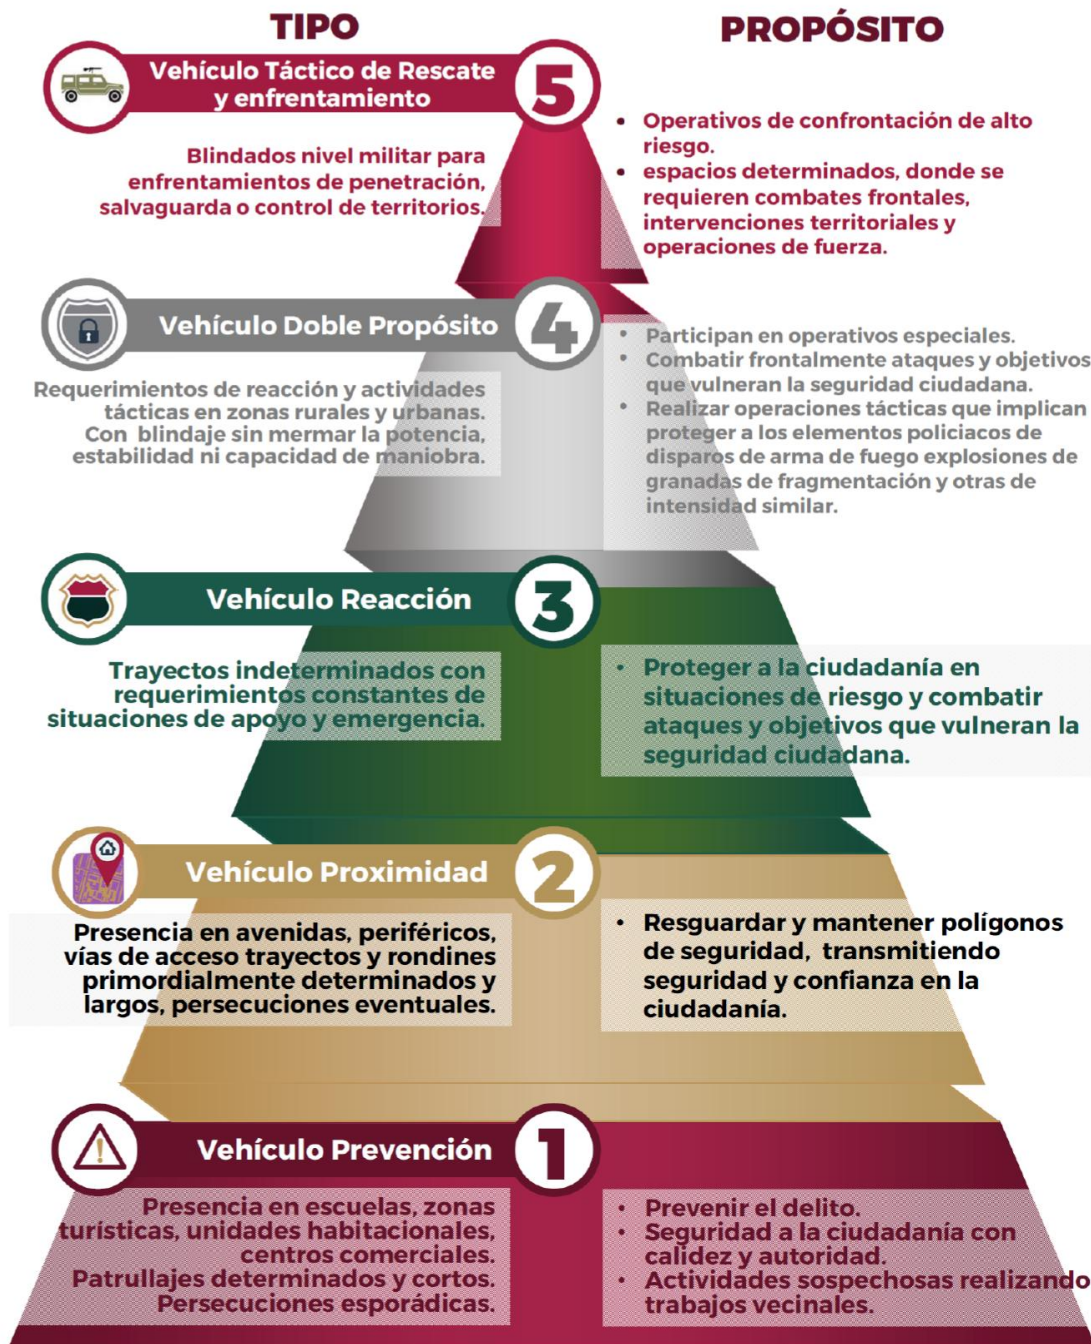 TIPO
PROPÓSITO
Vehículo Táctico de Rescate
y enfrentamiento
5
Blindados nivel militar para
enfrentamientos de penetración,
salvaguarda o control de territorios.
• Operativos de confrontación de alto
riesgo.
• espacios determinados, donde se
requieren combates frontales,
intervenciones territoriales y
operaciones de fuerza.
Vehículo Doble Propósito
4
Requerimientos de reacción y actividades
tácticas en zonas rurales y urbanas.
Con blindaje sin mermar la potencia,
estabilidad ni capacidad de maniobra.
• Participan en operativos especiales.
• Combatir frontalmente ataques y objetivos
que vulneran la seguridad ciudadana.
• Realizar operaciones tácticas que implican
proteger a los elementos policiacos de
disparos de arma de fuego explosiones de
granadas de fragmentación y otras de
intensidad similar.
Vehículo Reacción
3
Trayectos indeterminados con
requerimientos constantes de
situaciones de apoyo y emergencia.
• Proteger a la ciudadanía en
situaciones de riesgo y combatir
ataques y objetivos que vulneran la
seguridad ciudadana.
Vehículo Proximidad
2
Presencia en avenidas, periféricos,
vías de acceso trayectos y rondines
primordialmente determinados y
largos, persecuciones eventuales.
• Resguardar y mantener polígonos
de seguridad, transmitiendo
seguridad y confianza en la
ciudadanía.
Vehículo Prevención
1
Presencia en escuelas, zonas
turísticas, unidades habitacionales,
centros comerciales.
Patrullajes determinados y cortos.
Persecuciones esporádicas.
• Prevenir el delito.
• Seguridad a la ciudadanía con
calidez y autoridad.
• Actividades sospechosas realizando
trabajos vecinales.